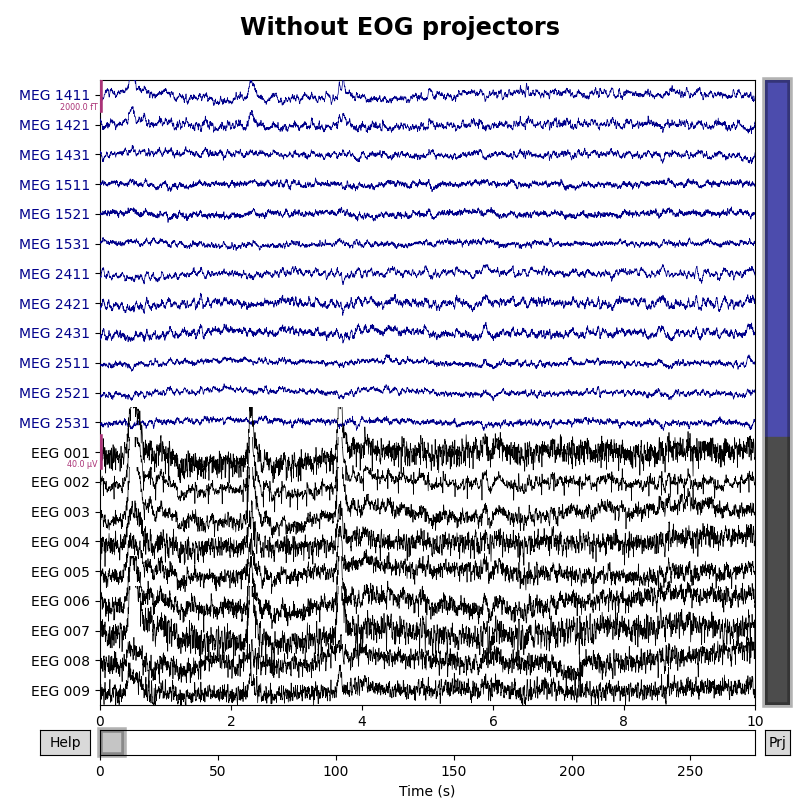 Without EOG projectors
MEG 1411
2000.0 fT
MEG 1421
MEG 1431
MEG 1511
MEG 1521
MEG 1531
MEG 2411
MEG 2421
MEG 2431
MEG 2511
MEG 2521
MEG 2531
EEG 001
40.0 µV
EEG 002
EEG 003
EEG 004
EEG 005
EEG 006
EEG 007
EEG 008
EEG 009
0 2 4 6 8 10
Help Prj
0 50 100 150 200 250
Time (s)